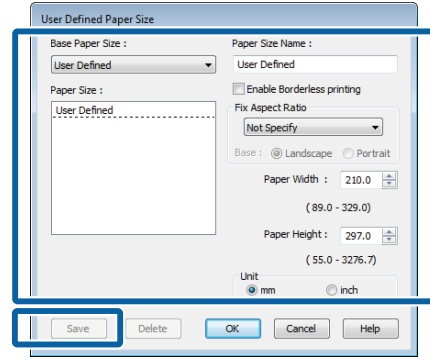 User Defined Paper Size
Base Paper Size :
User Defined
Paper Size :
User Defined
Paper Size Name :
User Defined
Enable Borderless printing
Fix Aspect Ratio
Not Specify
Base : Landscape Portrait
Paper Width : 210.0
( 89.0 - 329.0)
Paper Height : 297.0
( 55.0 - 3276.7)
Unit
mm inch
Save Delete OK Cancel Help